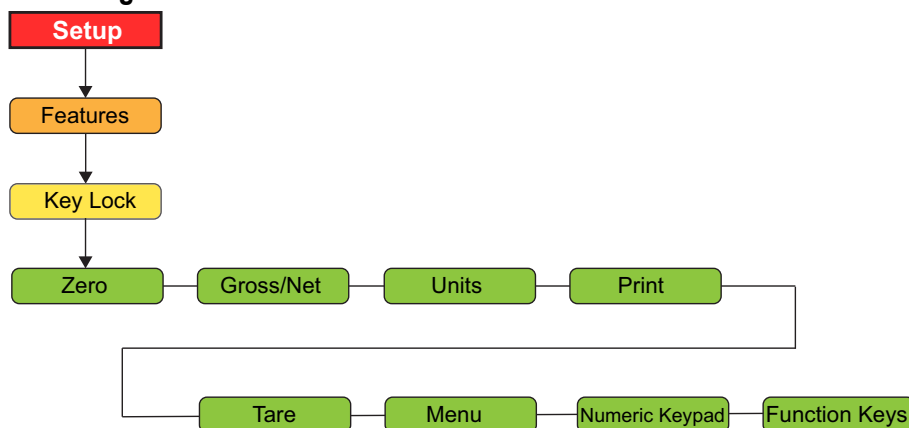 Setup
Features
Key Lock
Zero Gross/Net Units Print
Tare Menu Numeric Keypad Function Keys